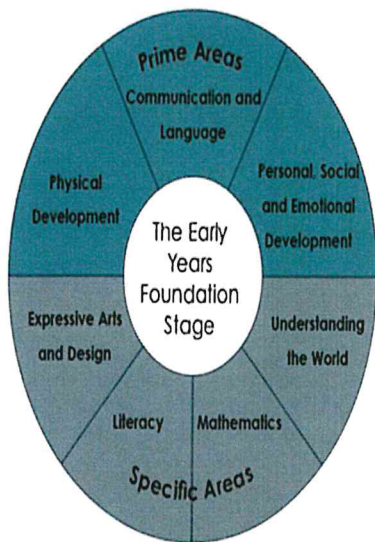 Prime Areas
Communication and
Language
Physical
Development
Personal, Social
and Emotional
Development
The Early
Years
Foundation
Stage
Expressive Arts
and Design
Understanding
the World
Literacy
Mathematics
Specific Areas